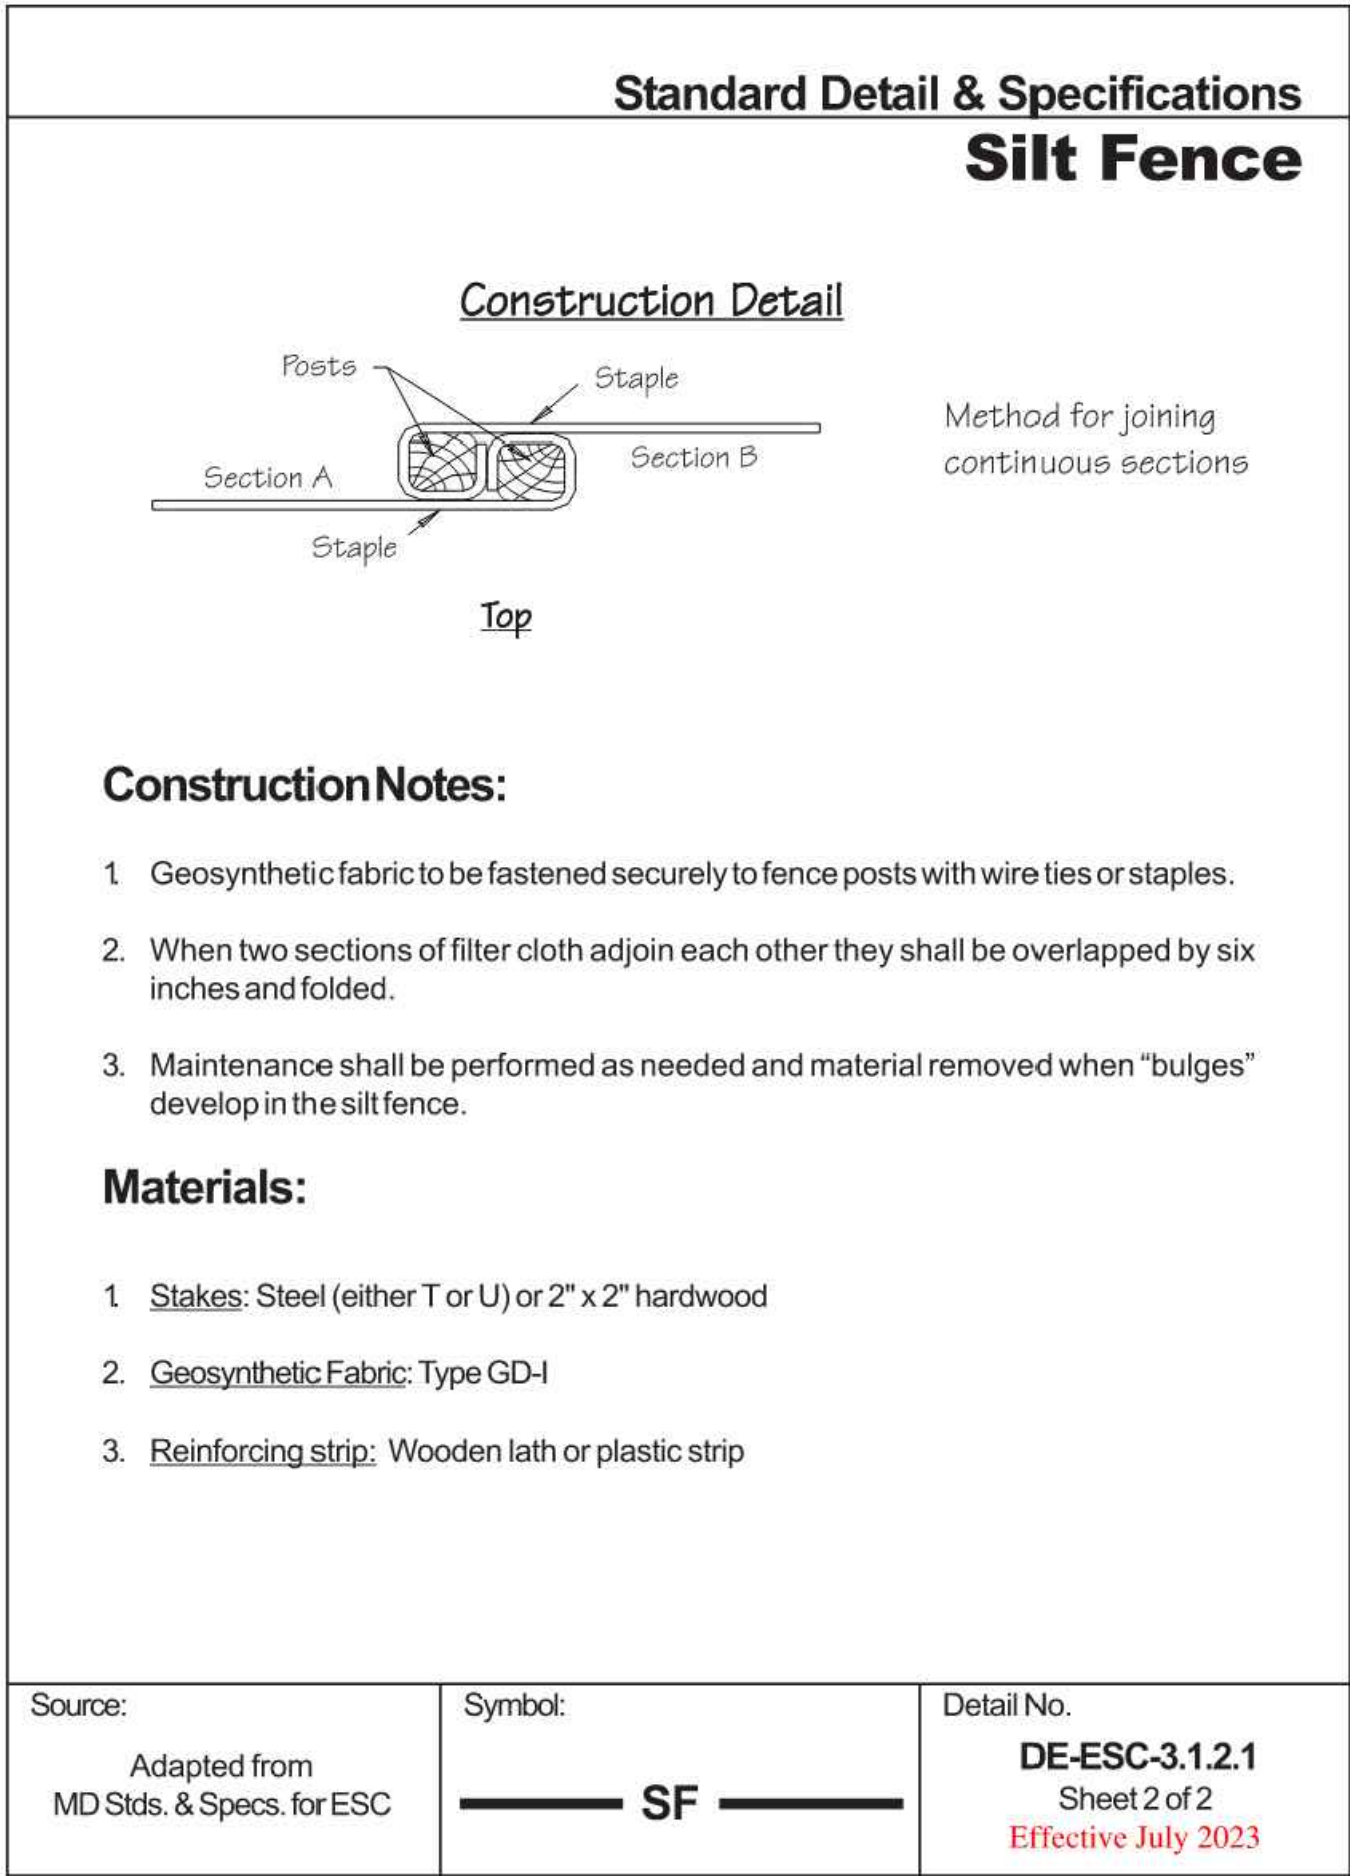 Standard Detail & Specifications
Silt Fence
Construction Detail
Posts
Staple
Method for joining
continuous sections
Section B
Section A
Staple
Top
Construction Notes:
1. Geosynthetic fabric to be fastened securely to fence posts with wire ties or staples.
2. When two sections of filter cloth adjoin each other they shall be overlapped by six
inches and folded.
3. Maintenance shall be performed as needed and material removed when “bulges”
develop in the silt fence.
Materials:
1. Stakes: Steel (either T or U) or 2" x 2" hardwood
2. Geosynthetic Fabric: Type GD-I
3. Reinforcing strip: Wooden lath or plastic strip
Source:
Adapted from
MD Stds. & Specs. for ESC
Symbol:
SF
Detail No.
DE-ESC-3.1.2.1
Sheet 2 of 2
Effective July 2023